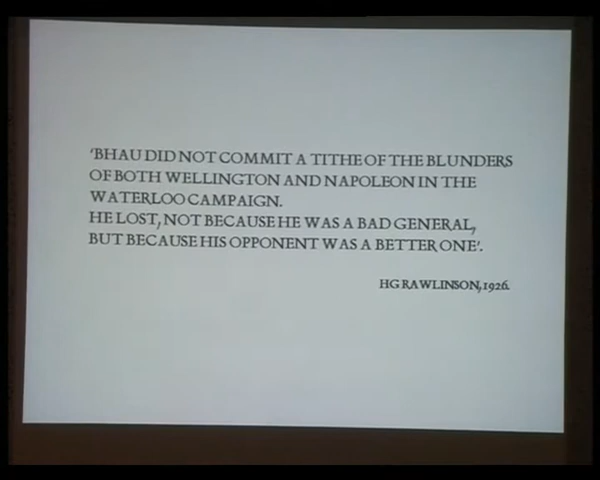 'BHAU DID NOT COMMIT A TITHE OF THE BLUNDERS
OF BOTH WELLINGTON AND NAPOLEON IN THE
WATERLOO CAMPAIGN.
HE LOST, NOT BECAUSE HE WAS A BAD GENERAL,
BUT BECAUSE HIS OPPONENT WAS A BETTER ONE'.
HG RAWLINSON, 1926.